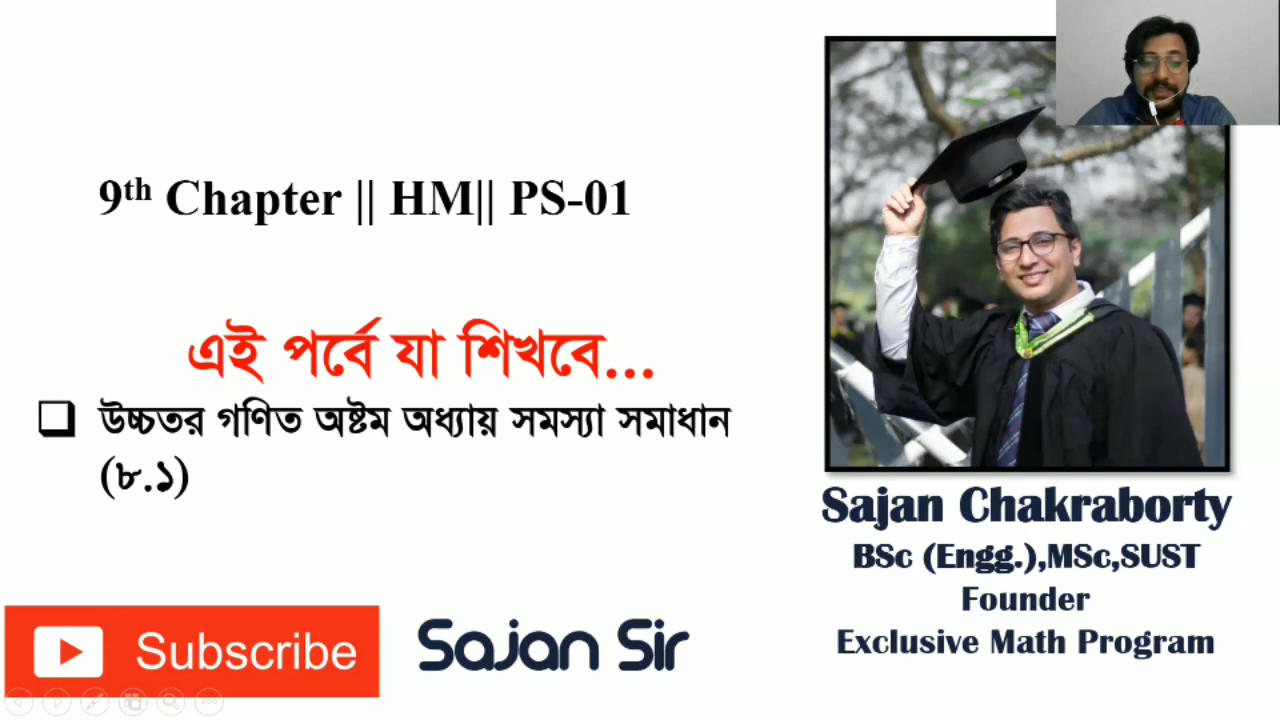 9th Chapter || HM|| PS-01
এই পর্বে যা শিখবে...
উচ্চতর গণিত অষ্টম অধ্যায় সমস্যা সমাধান
(৮.১)
Sajan Chakraborty
BSc (Engg.),MSc,SUST
Founder
Exclusive Math Program
Subscribe
Sajan Sir